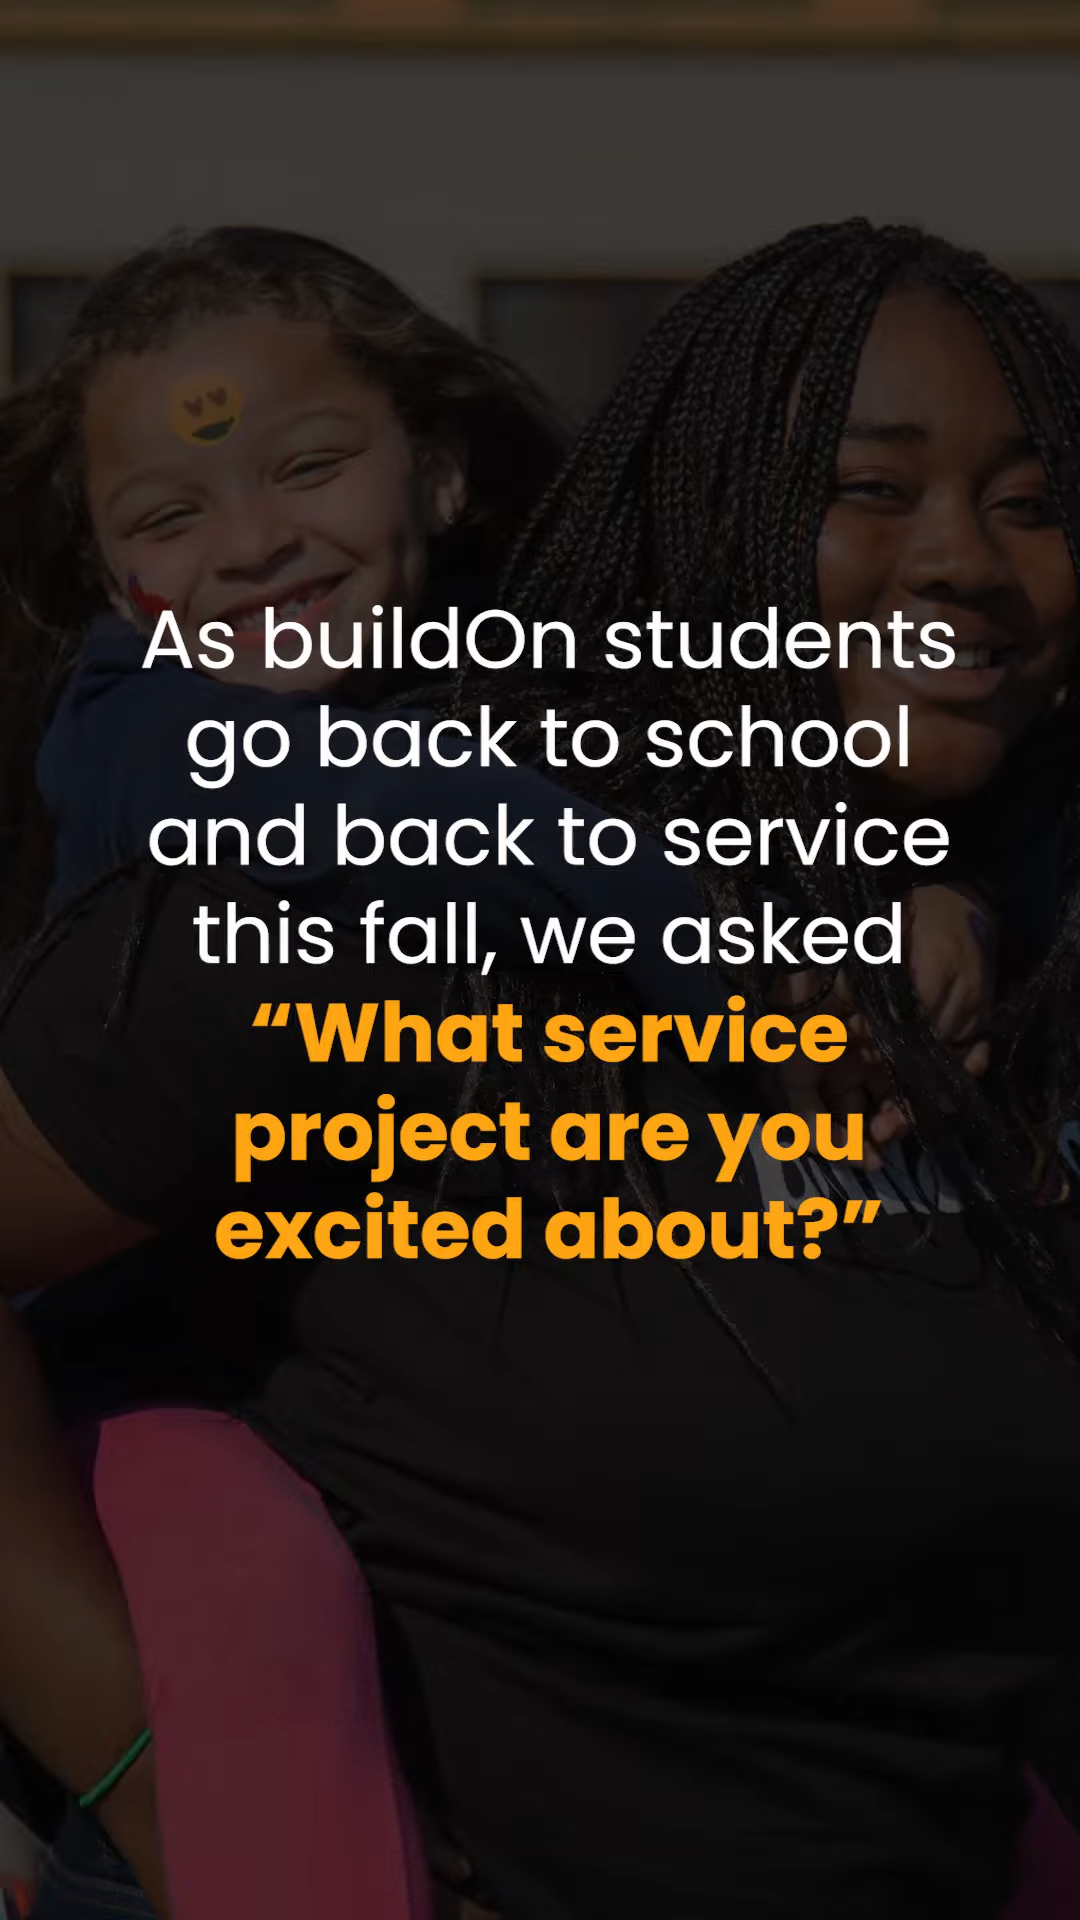 As buildOn students
go back to school
and back to service
this fall, we asked
“What service
project are you
excited about?”